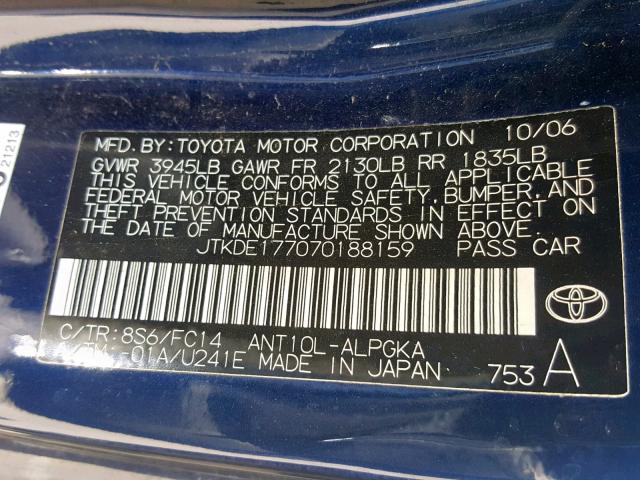 MFD.BY:TOYOTA MOTOR CORPORATION 10/06
GVWR 3945LB GAWR FR 2130LB RR 1835LB
THIS VEHICLE CONFORMS TO ALL APPLICABLE
FEDERAL MOTOR VEHICLE SAFETY,BUMPER,AND
THEFT PREVENTION STANDARDS IN EFFECT ON
THE DATE OF MANUFACTURE SHOWN ABOVE.
JTKDE177070188159 PASS CAR
C/TR:8S6/FC14 ANT10L-ALPGKA
-01A/U241E MADE IN JAPAN 753 A
21213